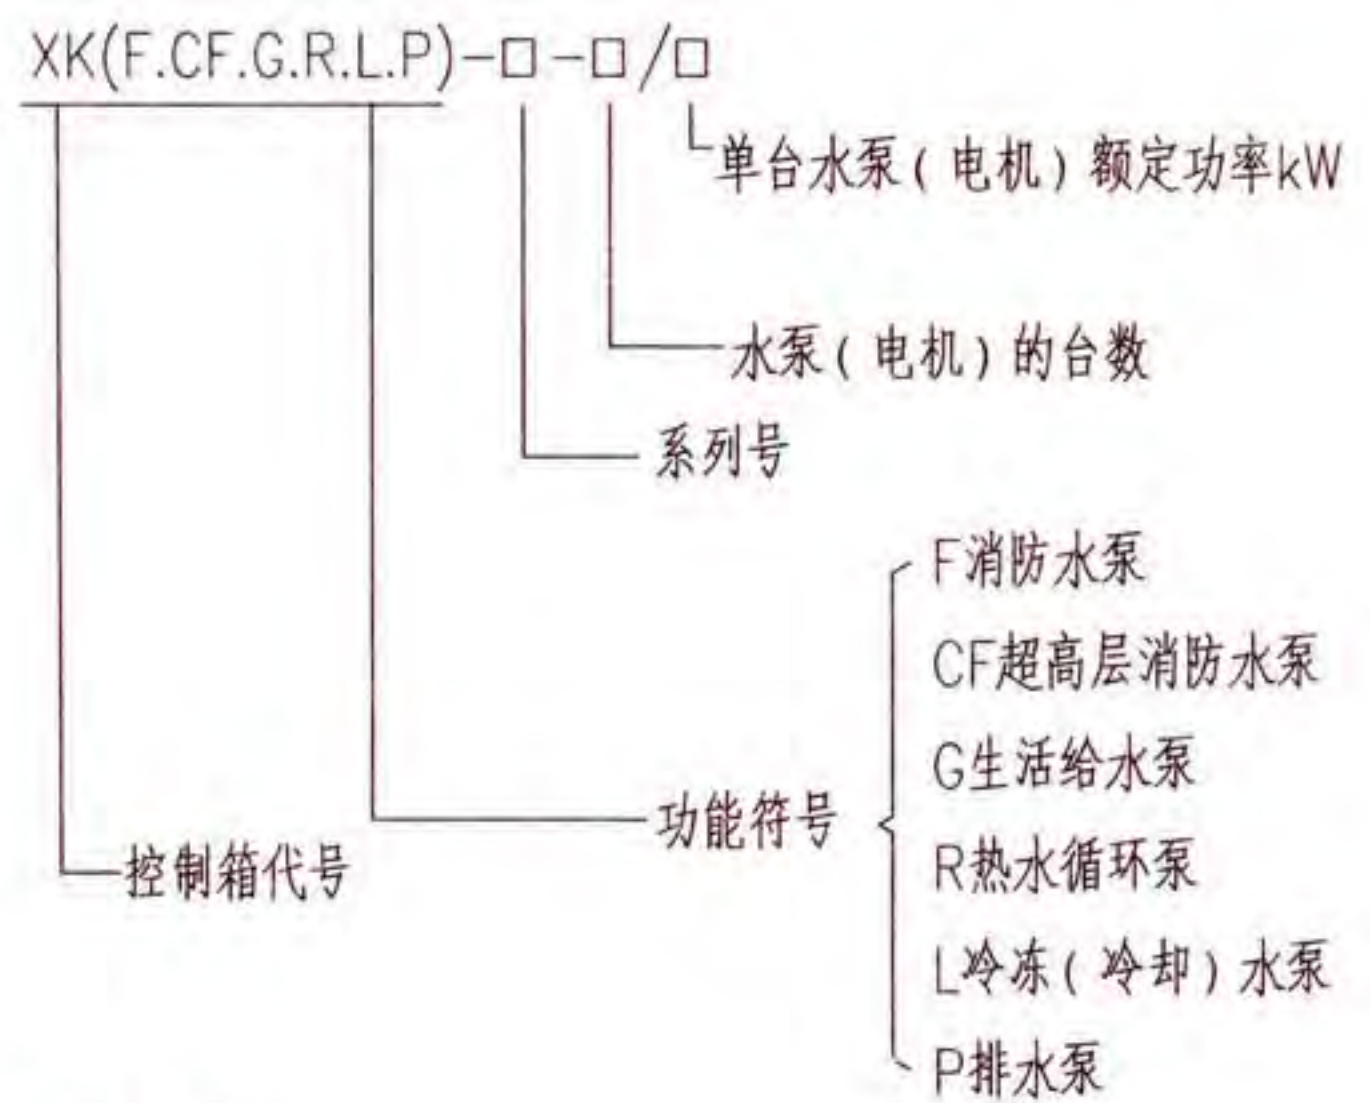 XK(F.CF.G.R.L.P)-□-□/□
单台水泵(电机)额定功率kW
水泵(电机)的台数
系列号
F消防水泵
CF超高层消防水泵
G生活给水泵
功能符号
R热水循环泵
控制箱代号
L冷冻(冷却)水泵
P排水泵